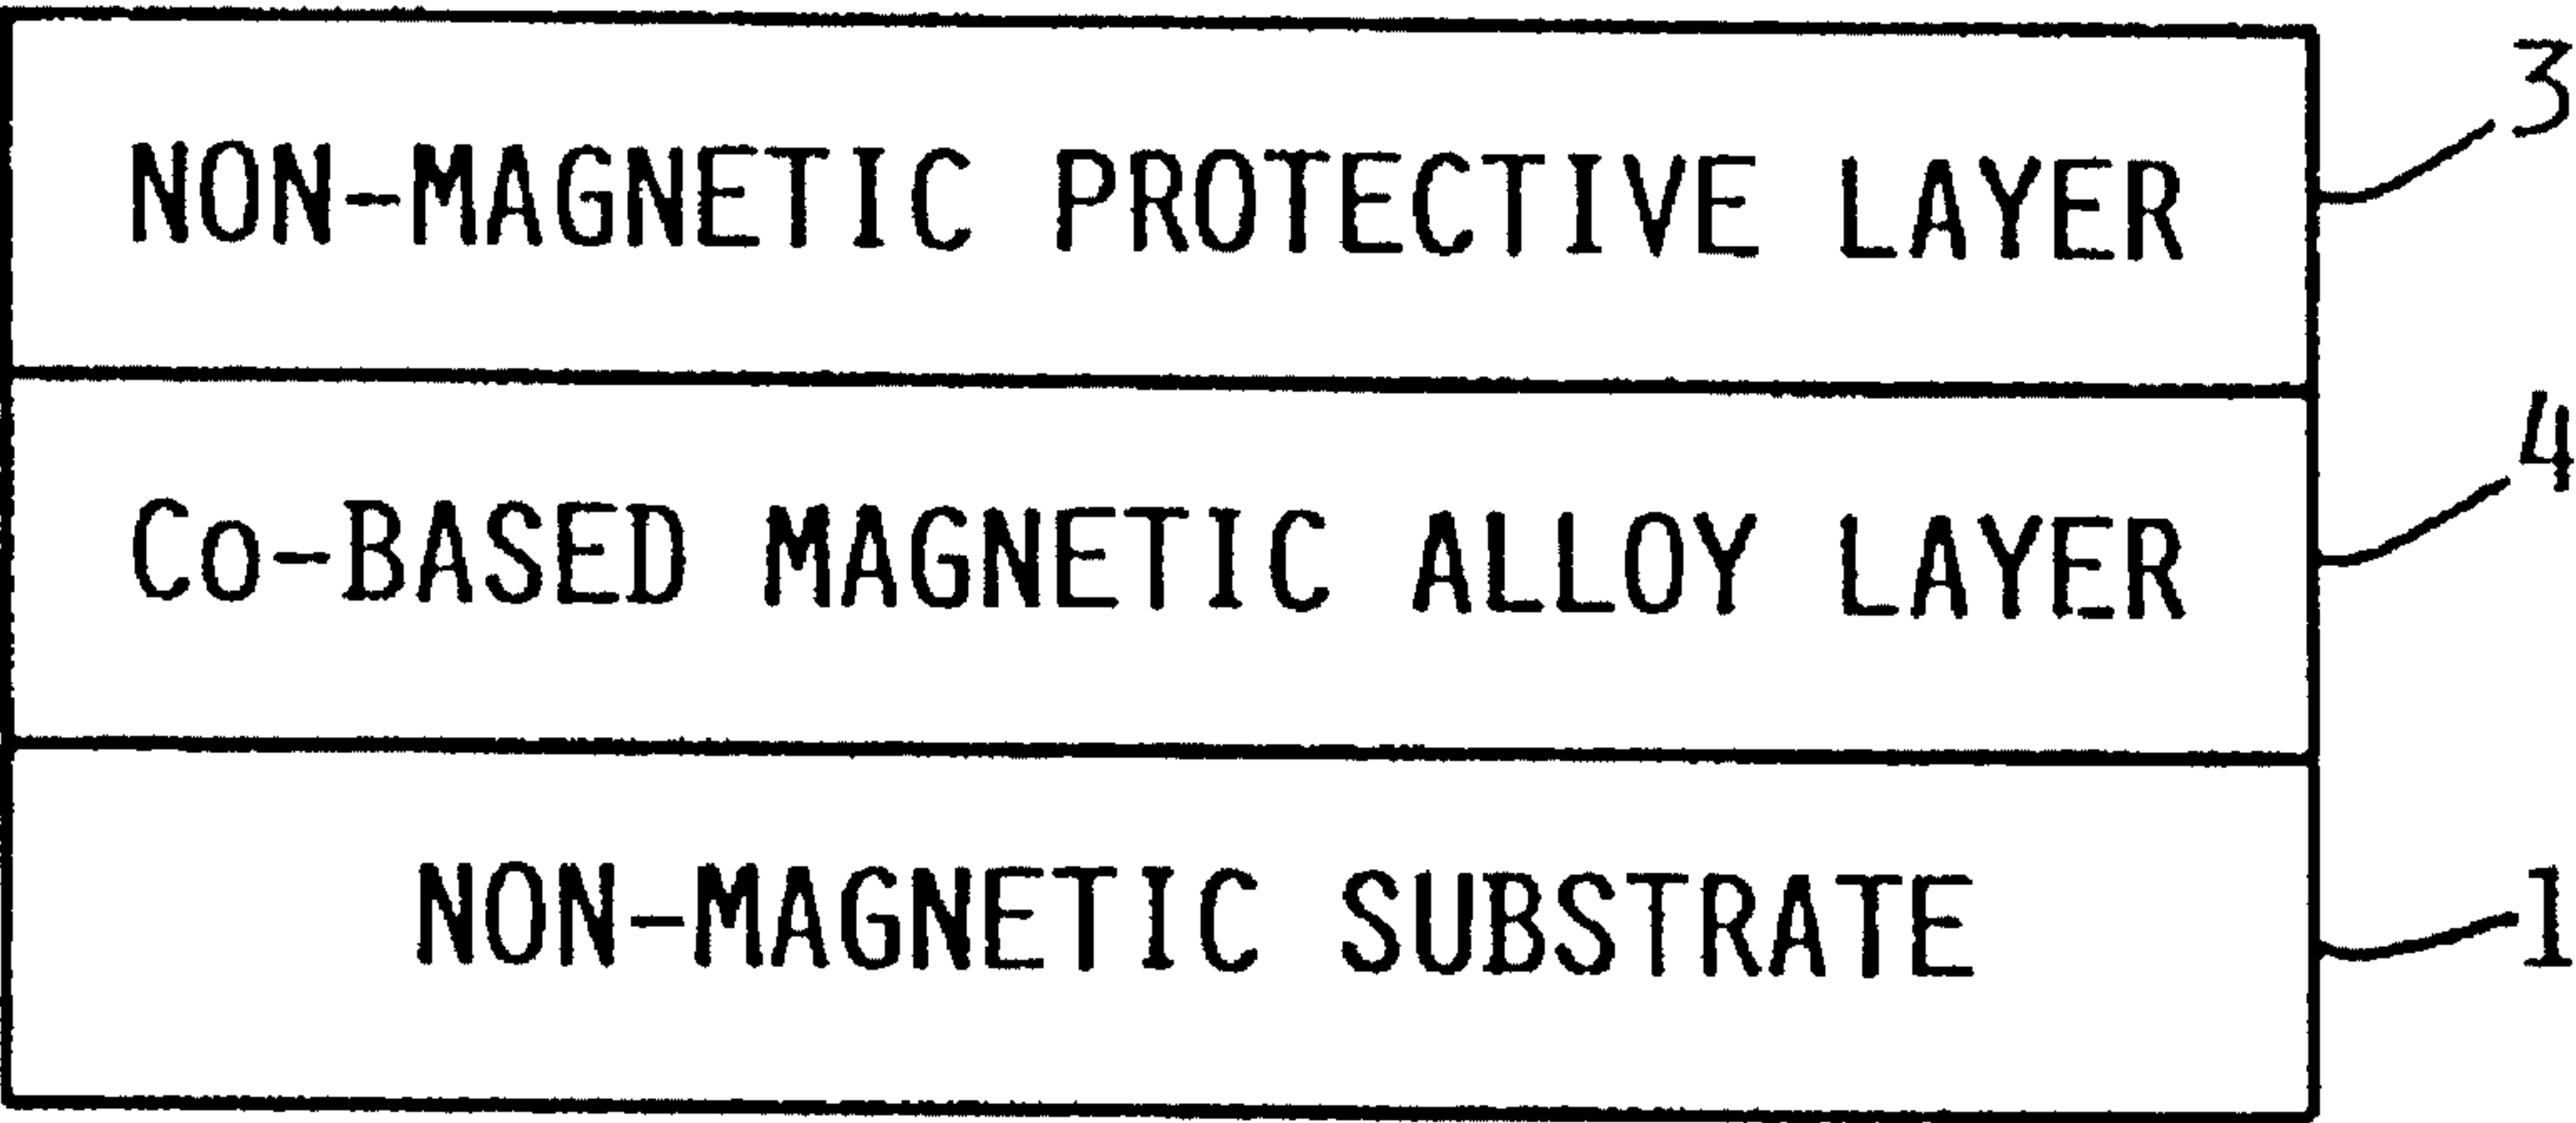 NON-MAGNETIC PROTECTIVE LAYER 3
Co-BASED MAGNETIC ALLOY LAYER 4
NON-MAGNETIC SUBSTRATE 1